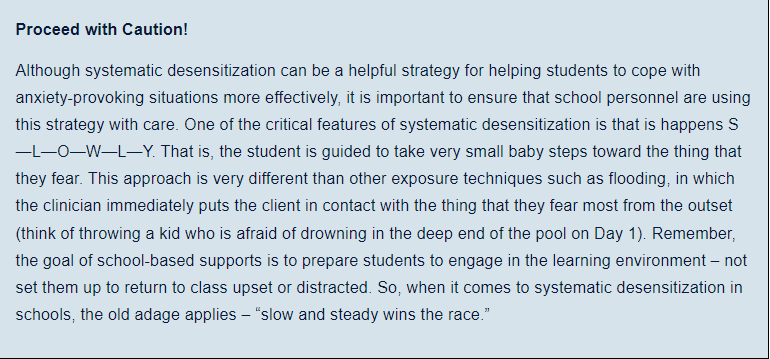 Proceed with Caution!
Although systematic desensitization can be a helpful strategy for helping students to cope with
anxiety-provoking situations more effectively, it is important to ensure that school personnel are using
this strategy with care. One of the critical features of systematic desensitization is that is happens S
—L—O—W—L—Y. That is, the student is guided to take very small baby steps toward the thing that
they fear. This approach is very different than other exposure techniques such as flooding, in which
the clinician immediately puts the client in contact with the thing that they fear most from the outset
(think of throwing a kid who is afraid of drowning in the deep end of the pool on Day 1). Remember,
the goal of school-based supports is to prepare students to engage in the learning environment – not
set them up to return to class upset or distracted. So, when it comes to systematic desensitization in
schools, the old adage applies – “slow and steady wins the race.”